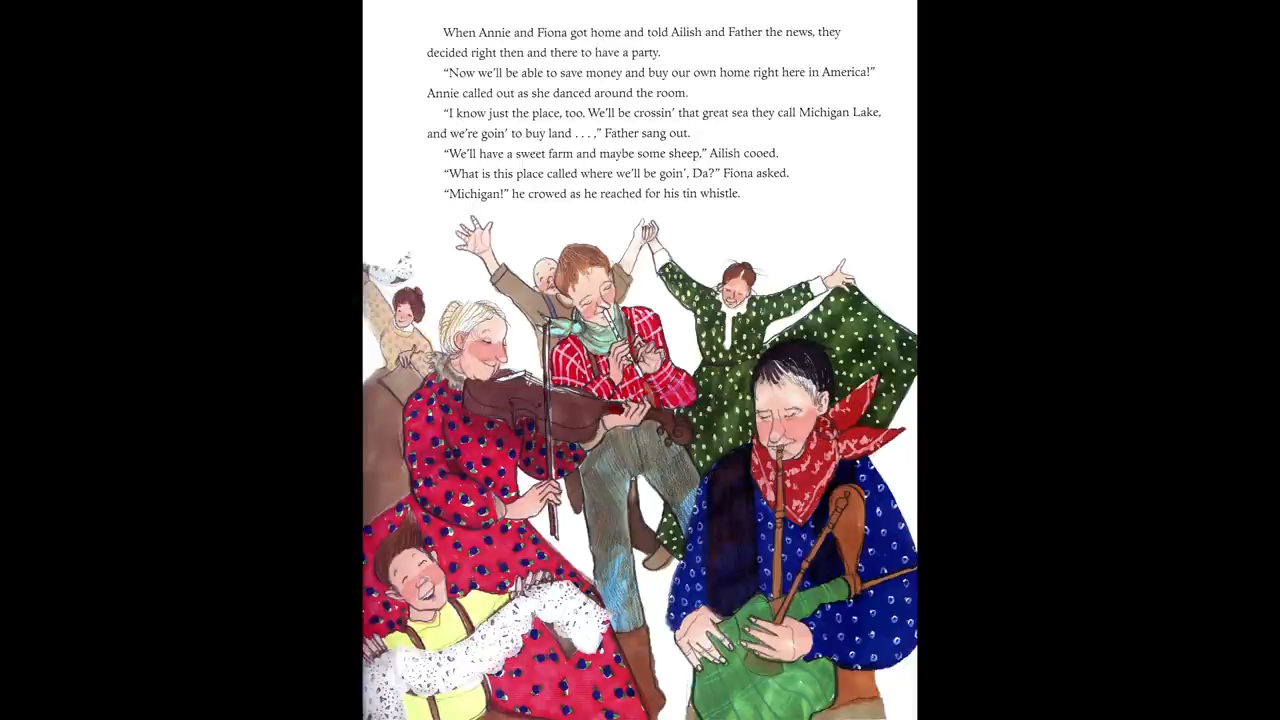 When Annie and Fiona got home and told Ailish and Father the news, they
decided right then and there to have a party.
“Now we’ll be able to save money and buy our own home right here in America!”
Annie called out as she danced around the room.
“I know just the place, too. We’ll be crossin’ that great sea they call Michigan Lake,
and we’re goin’ to buy land . . . ,” Father sang out.
“We’ll have a sweet farm and maybe some sheep,” Ailish cooed.
“What is this place called where we’ll be goin’, Da?” Fiona asked.
“Michigan!” he crowed as he reached for his tin whistle.